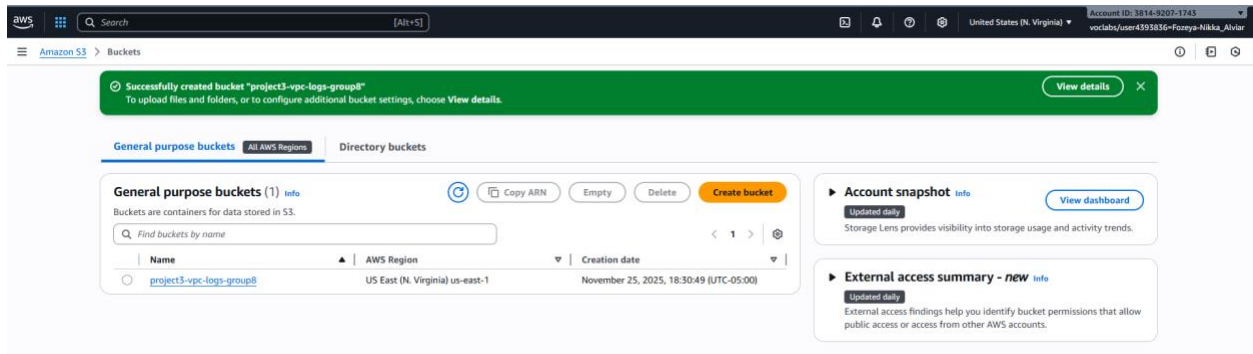 aws
Search [Alt+S]
United States (N. Virginia)
Account ID: 3814-9207-1743
voclabs/user4393836=Fozeya-Nikka_Alviar
Amazon S3 > Buckets
Successfully created bucket "project3-vpc-logs-group8"
To upload files and folders, or to configure additional bucket settings, choose View details.
View details
General purpose buckets All AWS Regions Directory buckets
General purpose buckets (1) Info
Copy ARN Empty Delete Create bucket
Buckets are containers for data stored in S3.
Find buckets by name
1
Name AWS Region Creation date
project3-vpc-logs-group8 US East (N. Virginia) us-east-1 November 25, 2025, 18:30:49 (UTC-05:00)
Account snapshot Info
View dashboard
Updated daily
Storage Lens provides visibility into storage usage and activity trends.
External access summary - new Info
Updated daily
External access findings help you identify bucket permissions that allow
public access or access from other AWS accounts.